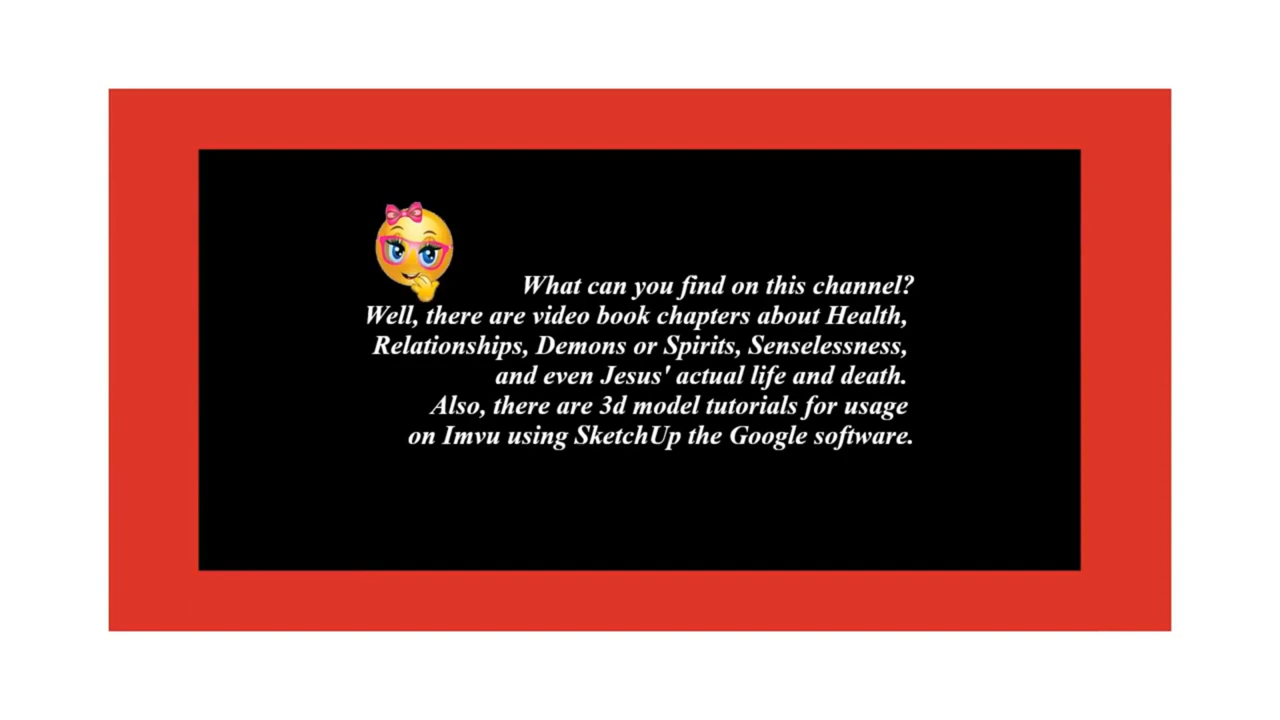 What can you find on this channel?
Well, there are video book chapters about Health,
Relationships, Demons or Spirits, Senselessness,
and even Jesus' actual life and death.
Also, there are 3d model tutorials for usage
on Imvu using SketchUp the Google software.